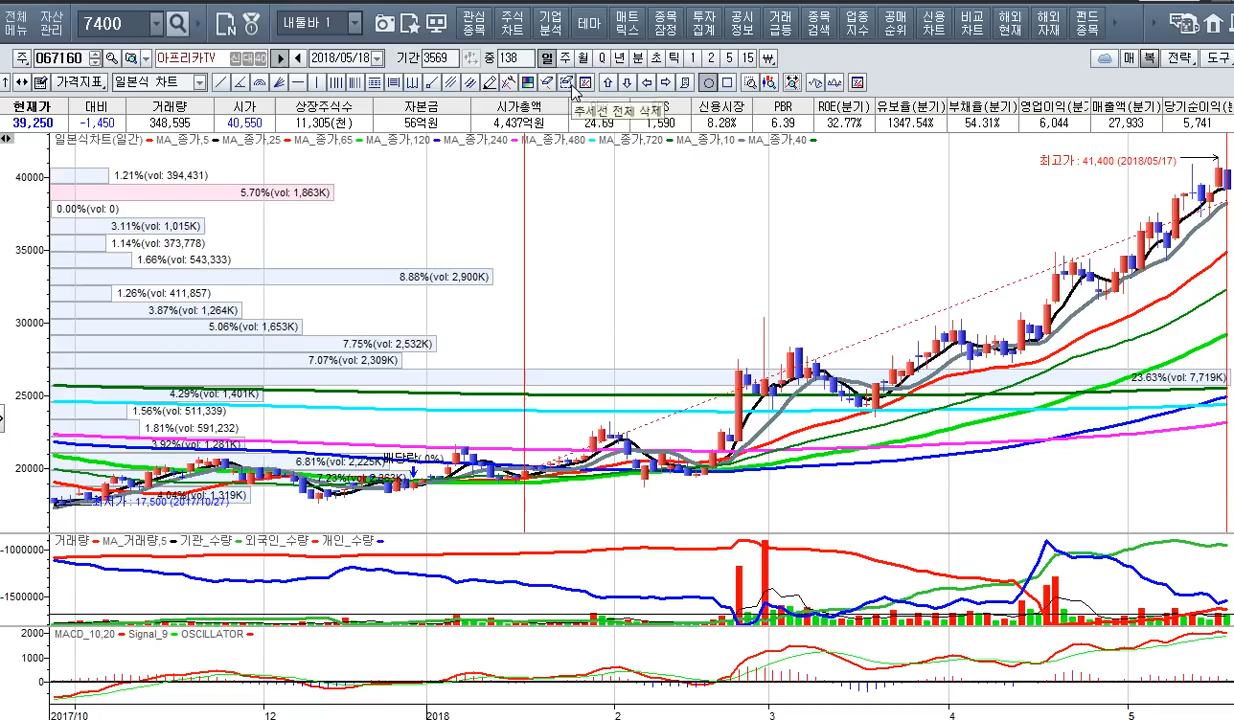 전체 메뉴 자산 관리 7400 내툴바 1 관심 종목 주식 차트 기업 분석 테마 매트 릭스 종목 잠정 투자 집계 공시 정보 거래 급등 종목 검색 업종 지수 공매 순위 신용 차트 비교 차트 해외 현재 해외 자재 펀드 종목
주, 067160 아프리카TV 신 대 40 2018/05/18 기간 3569 중 138 일 주 월 Q 년 분 초 틱 1 2 5 15 매 복 전략 도구
가격지표 일본식 차트
현재가 대비 거래량 시가 상장주식수 자본금 시가총액 추세선 전체 삭제 신용시장 PBR ROE(분기) 유보율(분기) 부채율(분기) 영업이익(분: 매출액(분기) 당기순이익(분
39,250 -1,450 348,595 40,550 11,305(천) 56억원 4,437억원 24.69 1,590 8.28% 6.39 32.77% 1347.54% 54.31% 6,044 27,933 5,741
일본식차트(일간) MA_종가,5 MA_종가,25 MA_종가,65 MA_종가,120 MA_종가,240 MA_종가,480 MA_종가,720 MA_종가,10 MA_종가,40
최고가 : 41,400 (2018/05/17)
40000
1.21%(vol: 394,431)
5.70%(vol: 1,863K)
0.00%(vol: 0)
3.11%(vol: 1,015K)
1.14%(vol: 373,778)
35000
1.66%(vol: 543,333)
8.88%(vol: 2,900K)
1.26%(vol: 411,857)
3.87%(vol: 1,264K)
30000
5.06%(vol: 1,653K)
7.75%(vol: 2,532K)
7.07%(vol: 2,309K)
23.63%(vol: 7,719K)
25000
4.29%(vol: 1,401K)
1.56%(vol: 511,339)
1.81%(vol: 591,232)
3.92%(vol: 1,281K)
배당락(0%)
6.81%(vol: 2,225K)
20000
7.23%(vol: 2,363K)
4.04%(vol: 1,319K)
최저가 : 17,500 (2017/10/27)
거래량 MA_거래량,5 기관_수량 외국인_수량 개인_수량
-1000000
-1500000
MACD_10,20 Signal_9 OSCILLATOR
2000
1000
0
2017/10 12 2018 2 3 4 5